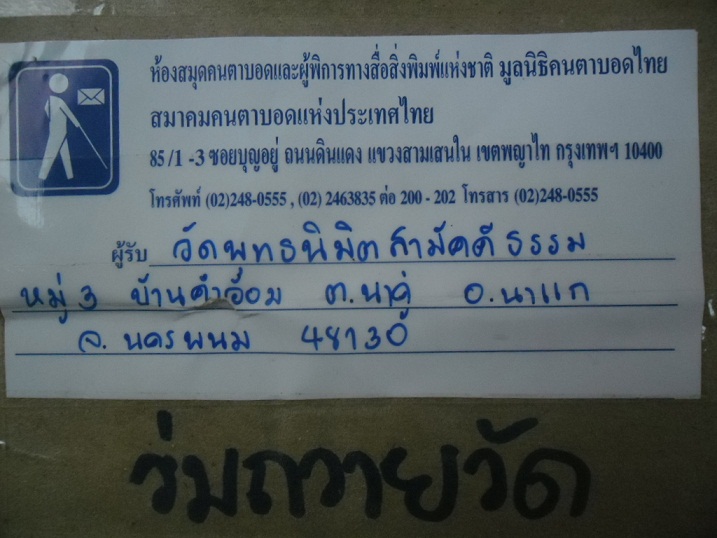 ห้องสมุดคนตาบอดและผู้พิการทางสื่อสิ่งพิมพ์แห่งชาติ มูลนิธิคนตาบอดไทย
สมาคมคนตาบอดแห่งประเทศไทย
85/1 -3 ซอยบุญอยู่ ถนนดินแดง แขวงสามเสนใน เขตพญาไท กรุงเทพฯ 10400
โทรศัพท์ (02)248-0555 , (02) 2463835 ต่อ 200 - 202 โทรสาร (02)248-0555
ผู้รับ วัดพุทธนิมิตสามัคคีธรรม
หมู่ 3 บ้านคำอ้อม ต.นาคู่ อ.นาแก
จ. นครพนม 48130
ร่มถวายวัด